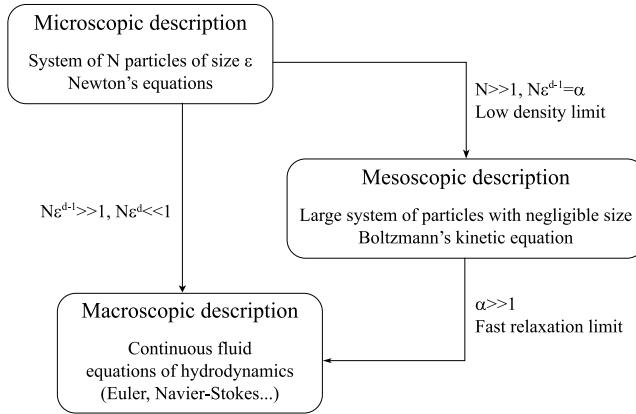 Microscopic description
System of N particles of size ε
Newton's equations
N>>1, Nε^{d-1}=α
Low density limit
Mesoscopic description
Large system of particles with negligible size
Boltzmann's kinetic equation
Nε^{d-1}>>1, Nε^{d}<<1
α>>1
Fast relaxation limit
Macroscopic description
Continuous fluid
equations of hydrodynamics
(Euler, Navier-Stokes...)